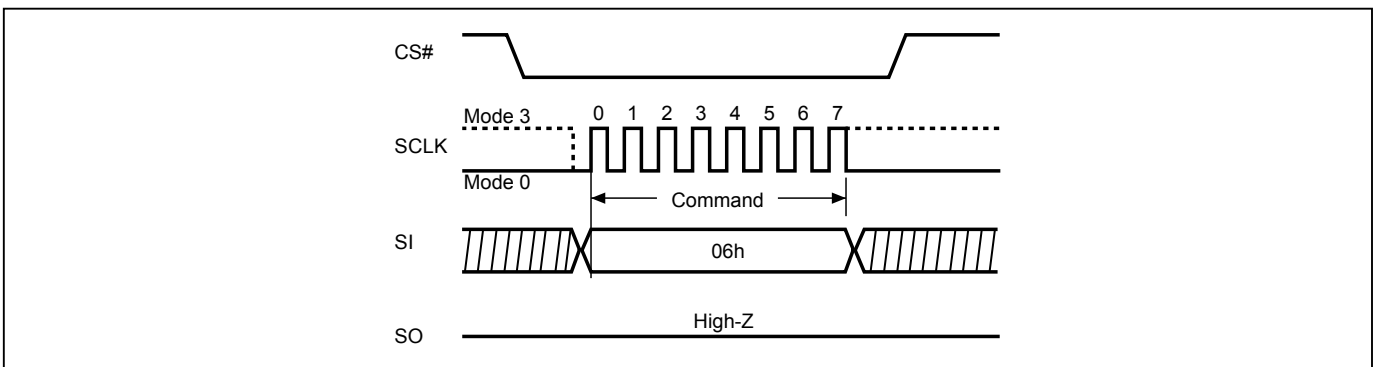 CS#
Mode 3
0 1 2 3 4 5 6 7
SCLK
Mode 0
Command
SI
06h
High-Z
SO